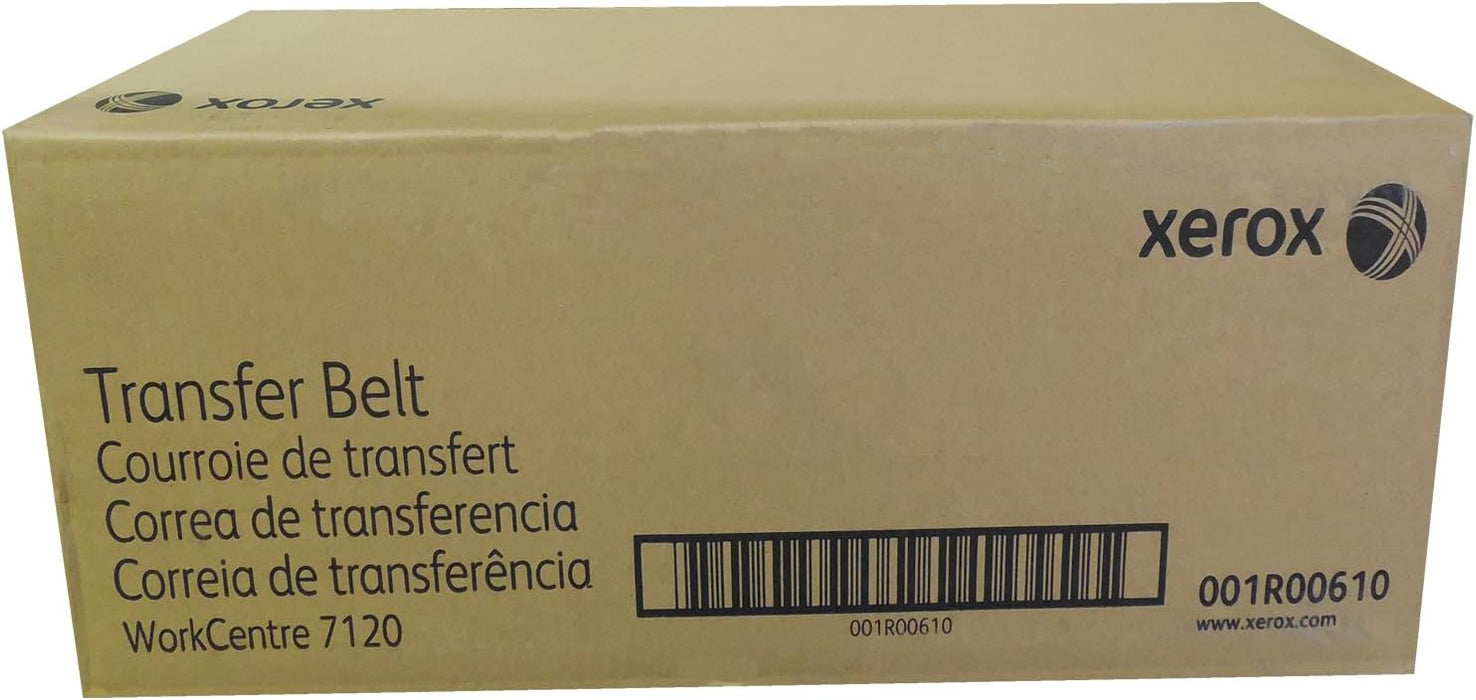 xerox
xerox
Transfer Belt
Courroie de transfert
Correa de transferencia
Correia de transferência
WorkCentre 7120
001R00610
001R00610
www.xerox.com